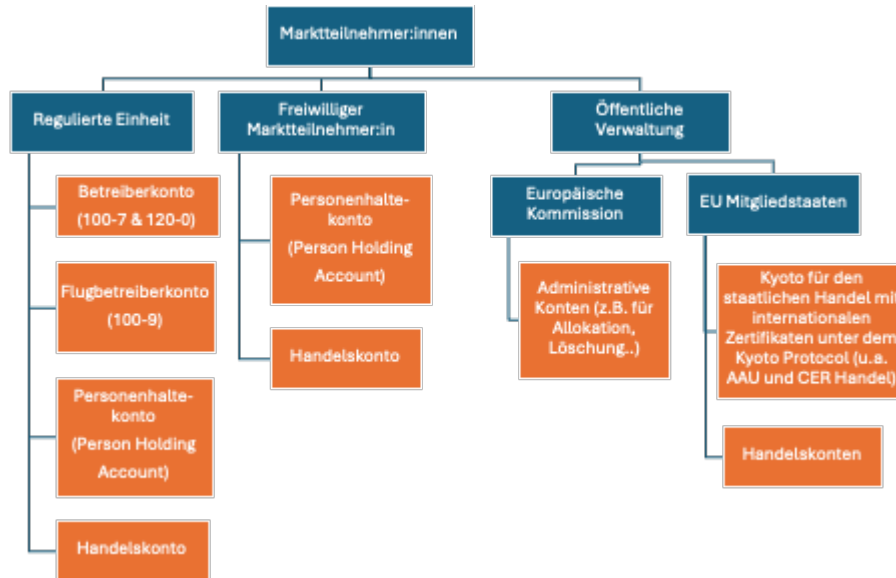 Marktteilnehmer:innen
Regulierte Einheit
Freiwilliger
Marktteilnehmer:in
Öffentliche
Verwaltung
Betreiberkonto
(100-7 & 120-0)
Flugbetreiberkonto
(100-9)
Personenhalte-
konto
(Person Holding
Account)
Handelskonto
Personenhalte-
konto
(Person Holding
Account)
Handelskonto
Europäische
Kommission
Administrative
Konten (z.B. für
Allokation,
Löschung..)
EU Mitgliedstaaten
Kyoto für den
staatlichen Handel mit
internationalen
Zertifikaten unter dem
Kyoto Protocol (u.a.
AAU und CER Handel)
Handelskonten